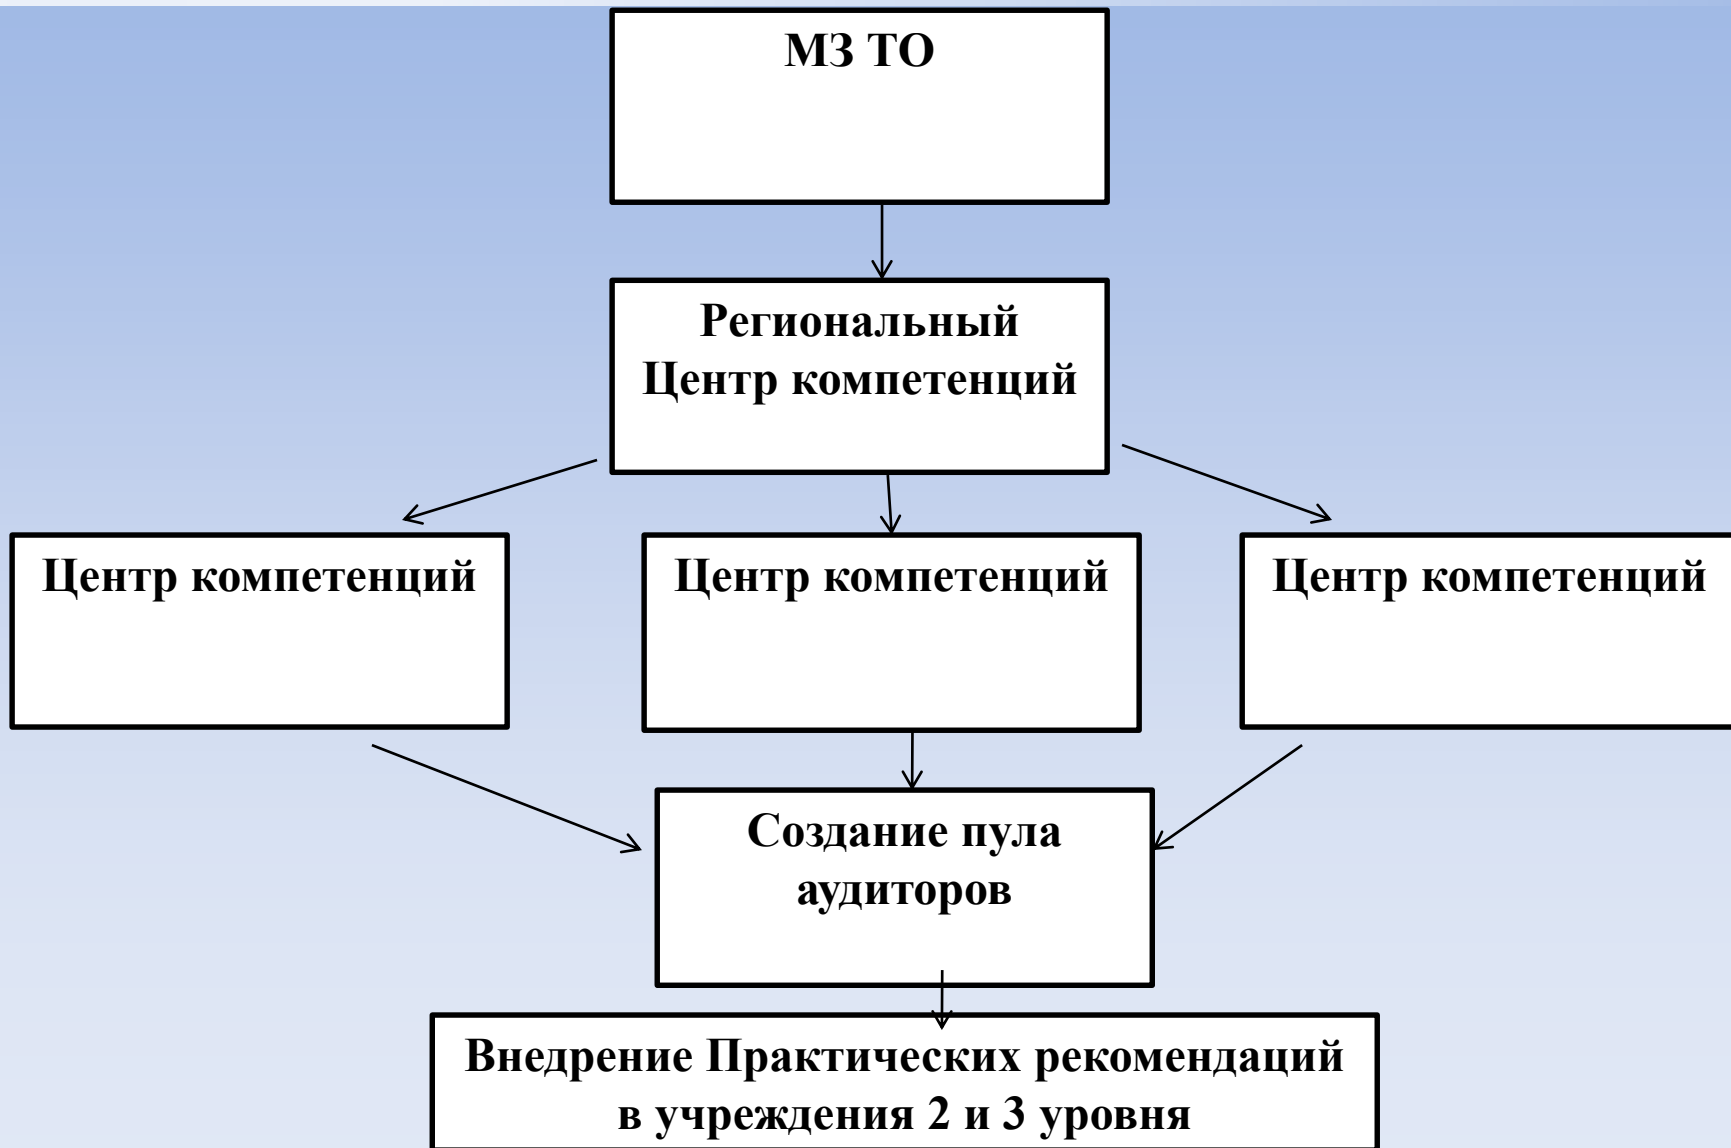 МЗ ТО
Региональный
Центр компетенций
Центр компетенций
Центр компетенций
Центр компетенций
Создание пула
аудиторов
Внедрение Практических рекомендаций
в учреждения 2 и 3 уровня